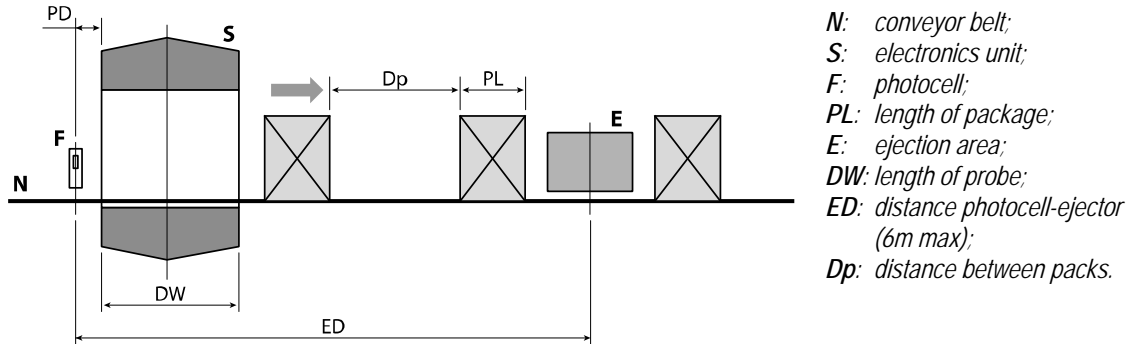 PD
S
Dp
PL
F
E
N
DW
ED
N: conveyor belt;
S: electronics unit;
F: photocell;
PL: length of package;
E: ejection area;
DW: length of probe;
ED: distance photocell-ejector
(6m max);
Dp: distance between packs.